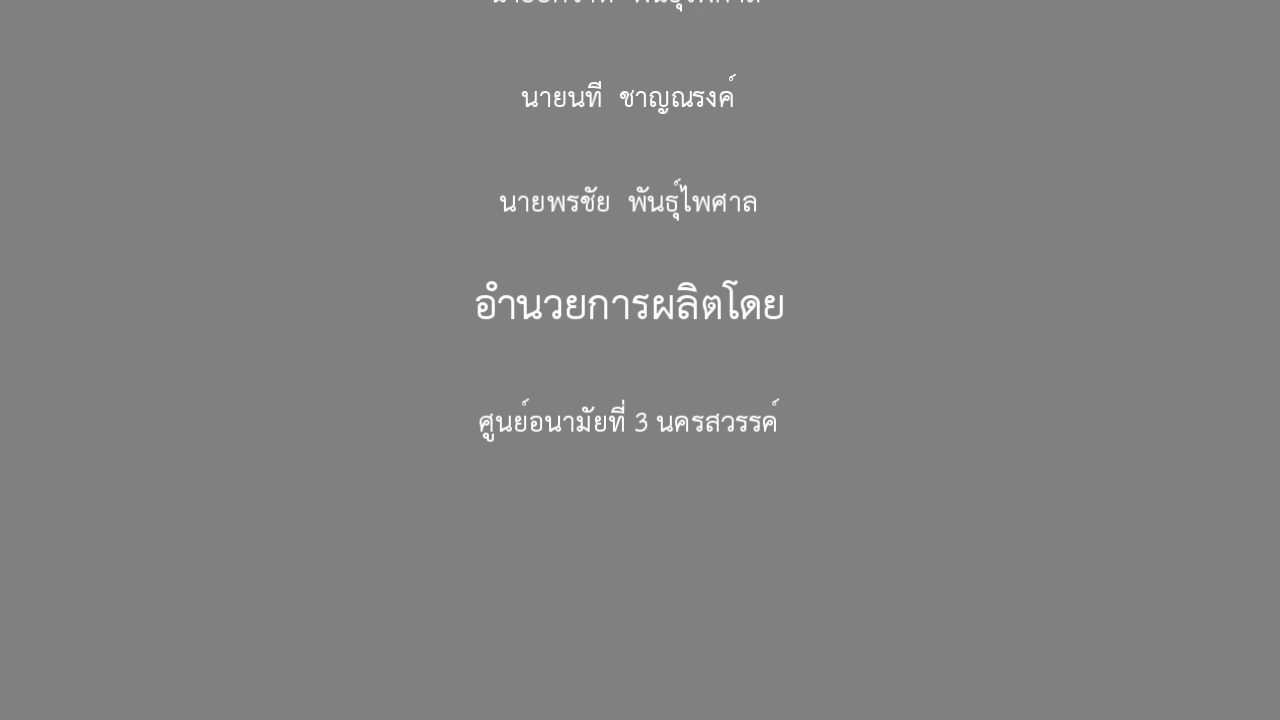 นายนที ชาญณรงค์
นายพรชัย พันธุ์ไพศาล
อำนวยการผลิตโดย
ศูนย์อนามัยที่ 3 นครสวรรค์